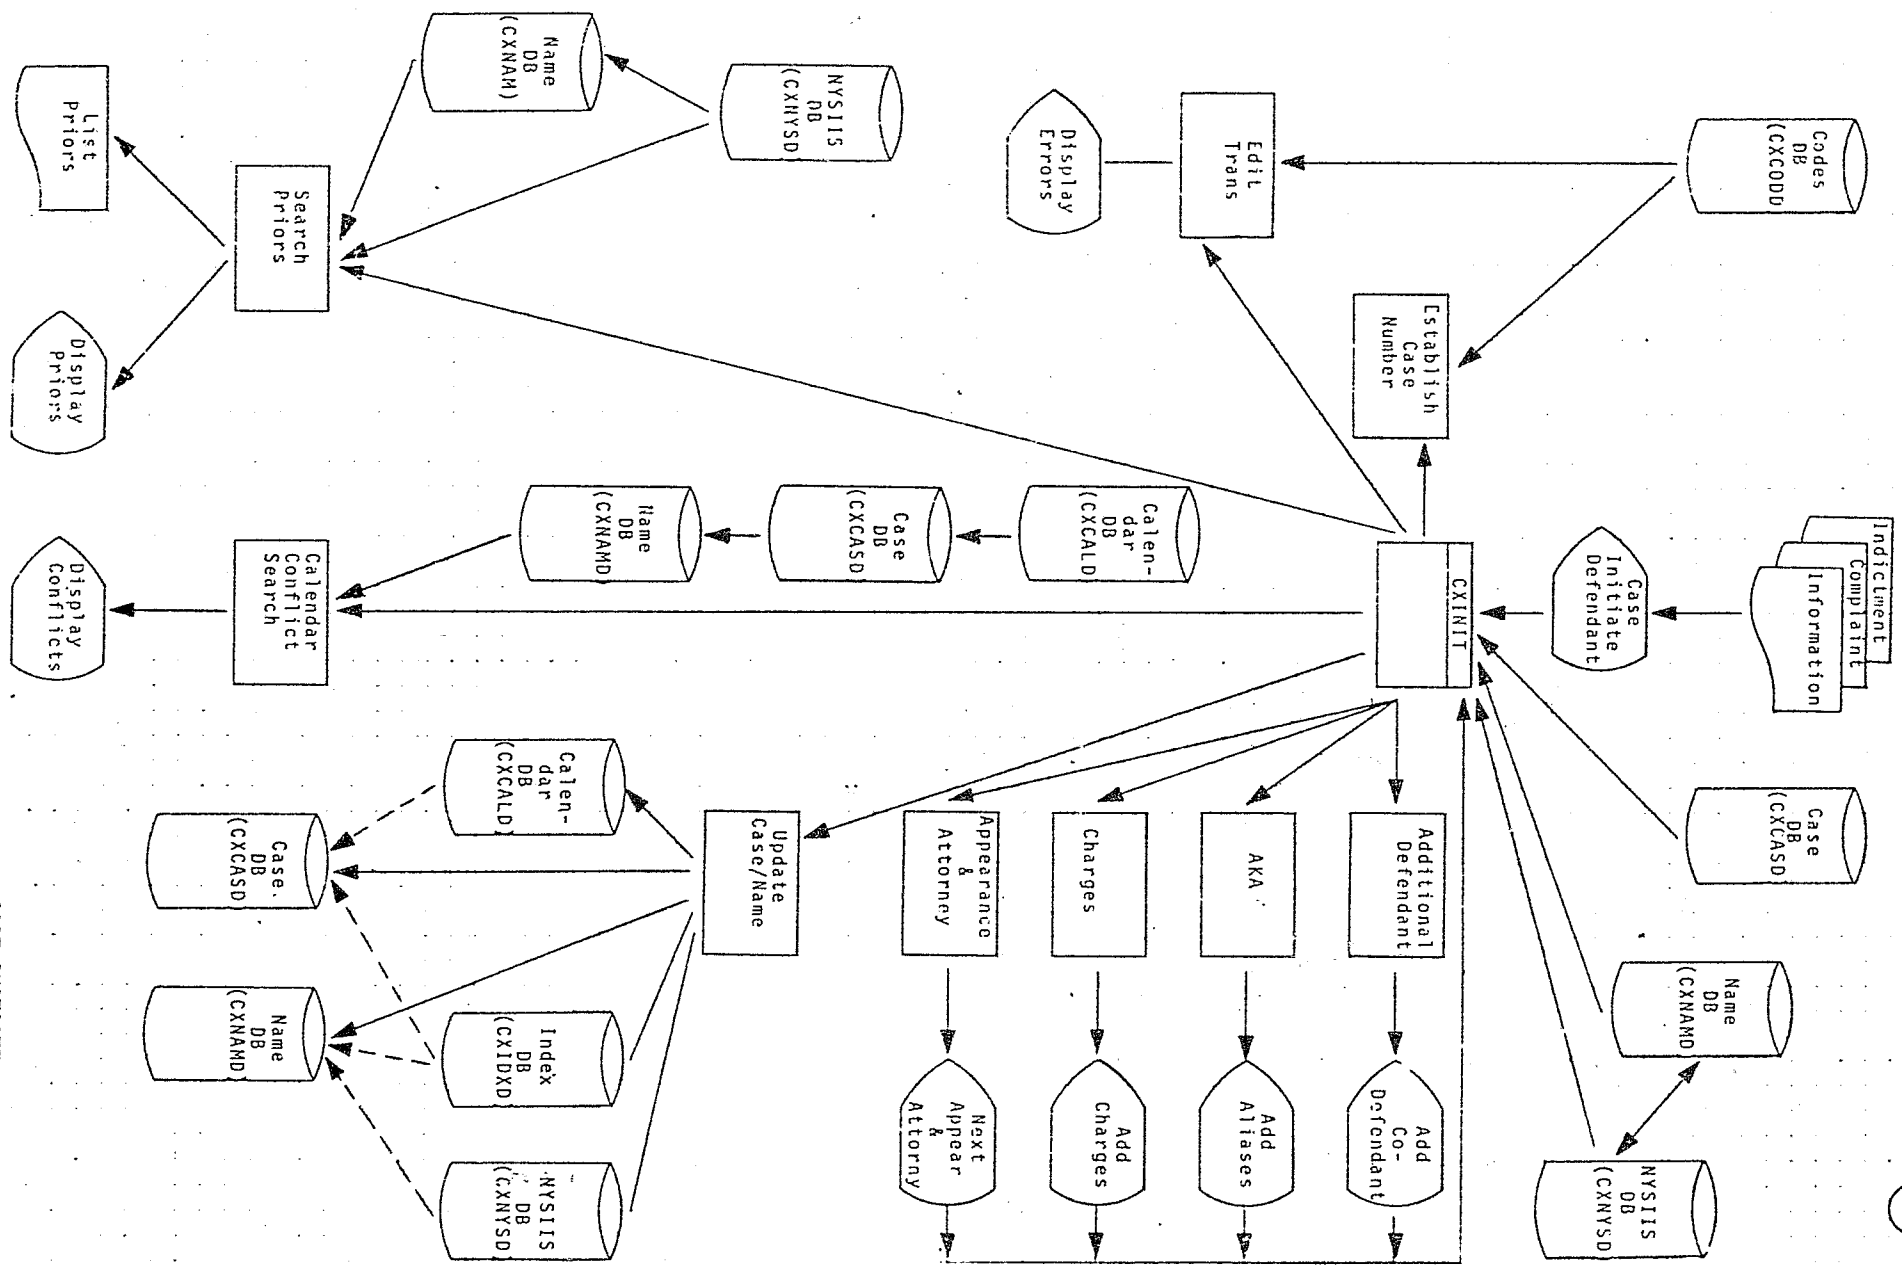 Codes
DB
(CXCODD)
Indictment
Complaint
Information
Case
DB
(CXCASD)
Name
DB
(CXNAMD)
NYSIIS
DB
(CXNYSD)
Case
Initiate
Defendant
Establish
Case
Number
CXINIT
Edit
Trans
Display
Errors
Additional
Defendant
Add
Co-
Defendant
AKA
Add
Aliases
Charges
Add
Charges
Appearance
&
Attorney
Next
Appear
&
Attorny
NYSIIS
DB
(CXNYSD)
Name
DB
(CXNAM)
Calen-
dar
DB
(CXCALD)
Case
DB
(CXCASD)
Name
DB
(CXNAMD)
Update
Case/Name
Search
Priors
Calendar
Conflict
Search
Calen-
dar
DB
(CXCALD)
Index
DB
(CXIDXD)
NYSIIS
DB
(CXNYSD)
Case.
DB
(CXCASD)
Name
DB
(CXNAMD)
List
Priors
Display
Priors
Display
Conflicts